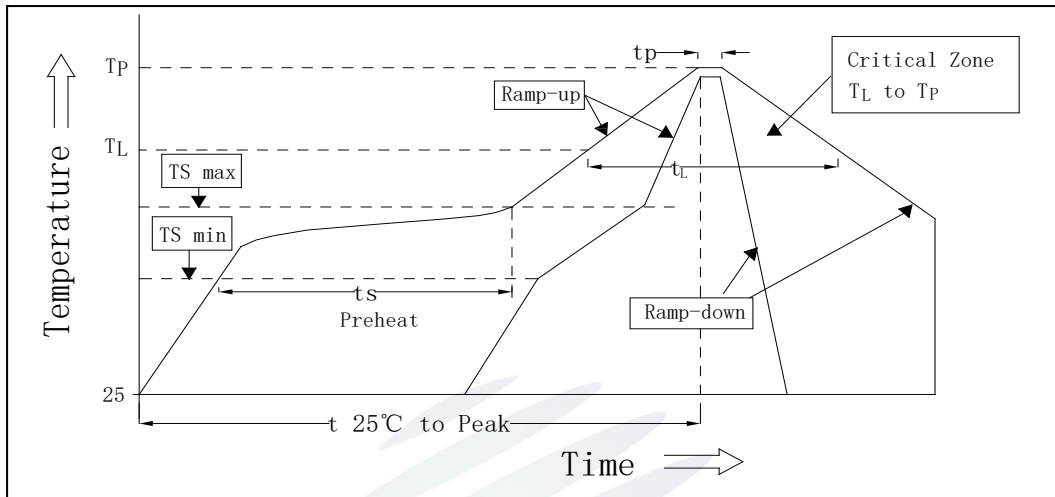 tp
TP
Critical Zone
TL to TP
Ramp-up
TL
TS max
tL
TS min
ts
Preheat
Ramp-down
25
t 25℃ to Peak
Temperature
Time